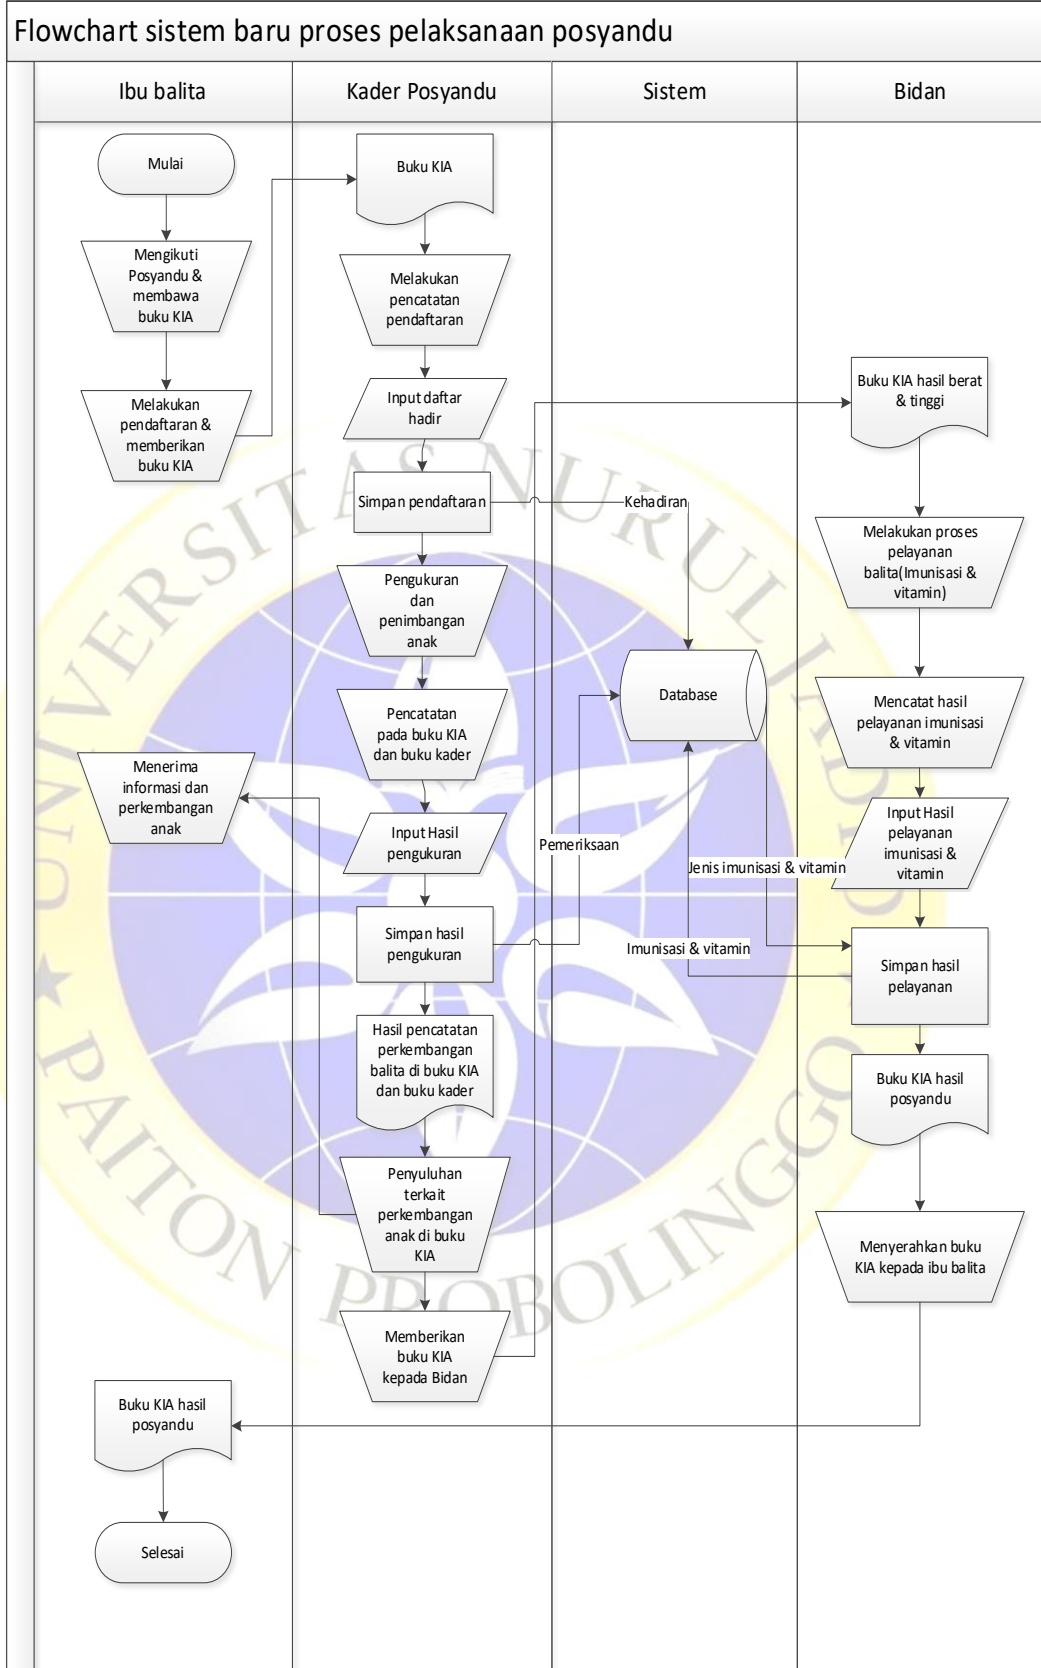 Flowchart sistem baru proses pelaksanaan posyandu
Ibu balita
Kader Posyandu
Sistem
Bidan
Mulai
Mengikuti
Posyandu &
membawa
buku KIA
Melakukan
pendaftaran &
memberikan
buku KIA
Buku KIA
Melakukan
pencatatan
pendaftaran
Input daftar
hadir
Simpan pendaftaran
Kehadiran
Pengukuran
dan
penimbangan
anak
Pencatatan
pada buku KIA
dan buku kader
Input Hasil
pengukuran
Simpan hasil
pengukuran
Pemeriksaan
Database
Hasil pencatatan
perkembangan
balita di buku KIA
dan buku kader
Penyuluhan
terkait
perkembangan
anak di buku
KIA
Menerima
informasi dan
perkembangan
anak
Memberikan
buku KIA
kepada Bidan
Buku KIA hasil berat
& tinggi
Melakukan proses
pelayanan
balita(Imunisasi &
vitamin)
Mencatat hasil
pelayanan imunisasi
& vitamin
Input Hasil
pelayanan
imunisasi &
vitamin
Jenis imunisasi & vitamin
Imunisasi & vitamin
Simpan hasil
pelayanan
Buku KIA hasil
posyandu
Menyerahkan buku
KIA kepada ibu balita
Buku KIA hasil
posyandu
Selesai
UNIVERSITAS NURUL JADID
PAITON PROBOLINGGO